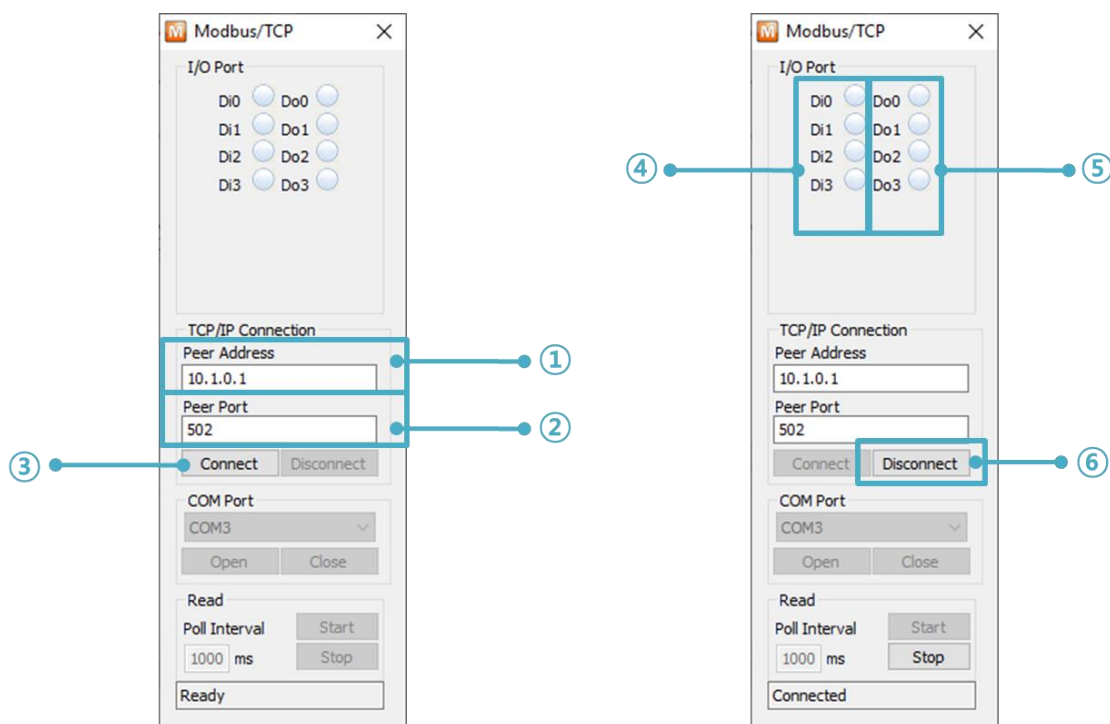 Modbus/TCP
I/O Port
Di0 Do0
Di1 Do1
Di2 Do2
Di3 Do3
TCP/IP Connection
Peer Address
10.1.0.1
①
Peer Port
502
②
③
Connect Disconnect
COM Port
COM3
Open Close
Read
Poll Interval Start
1000 ms Stop
Ready
Modbus/TCP
I/O Port
Di0 Do0
Di1 Do1
Di2 Do2
Di3 Do3
④
⑤
TCP/IP Connection
Peer Address
10.1.0.1
Peer Port
502
Connect Disconnect
⑥
COM Port
COM3
Open Close
Read
Poll Interval Start
1000 ms Stop
Connected